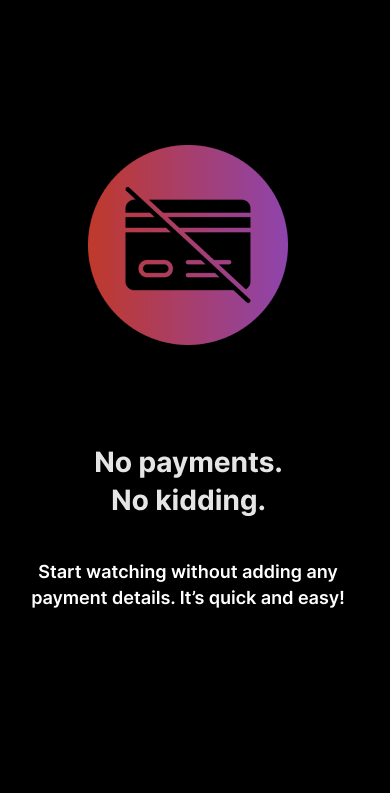 No payments.
No kidding.
Start watching without adding any
payment details. It’s quick and easy!